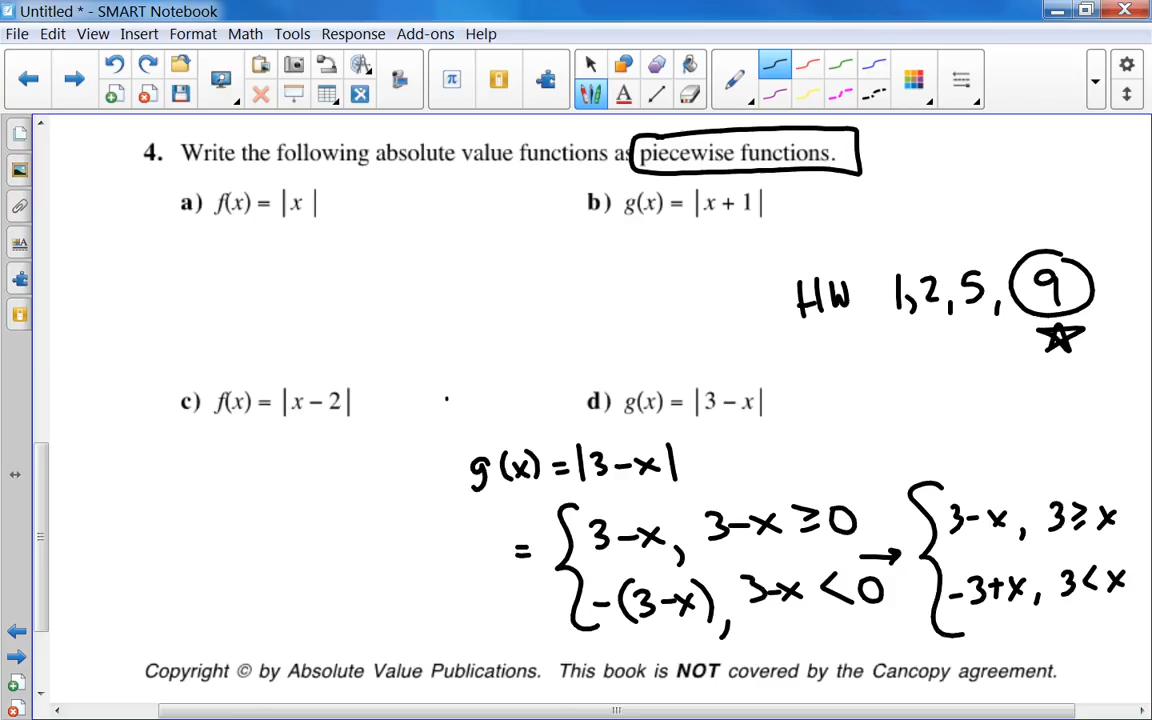 Untitled * - SMART Notebook
File Edit View Insert Format Math Tools Response Add-ons Help
π
A
4. Write the following absolute value functions as piecewise functions.
a) f(x) = | x |
b) g(x) = | x + 1 |
HW 1, 2, 5, 9
c) f(x) = | x − 2 |
d) g(x) = | 3 − x |
g(x) = |3−x|
= { 3−x, 3−x ≥ 0 → { 3−x, 3 ≥ x
−(3−x), 3−x < 0 −3+x, 3 < x
Copyright © by Absolute Value Publications. This book is NOT covered by the Cancopy agreement.